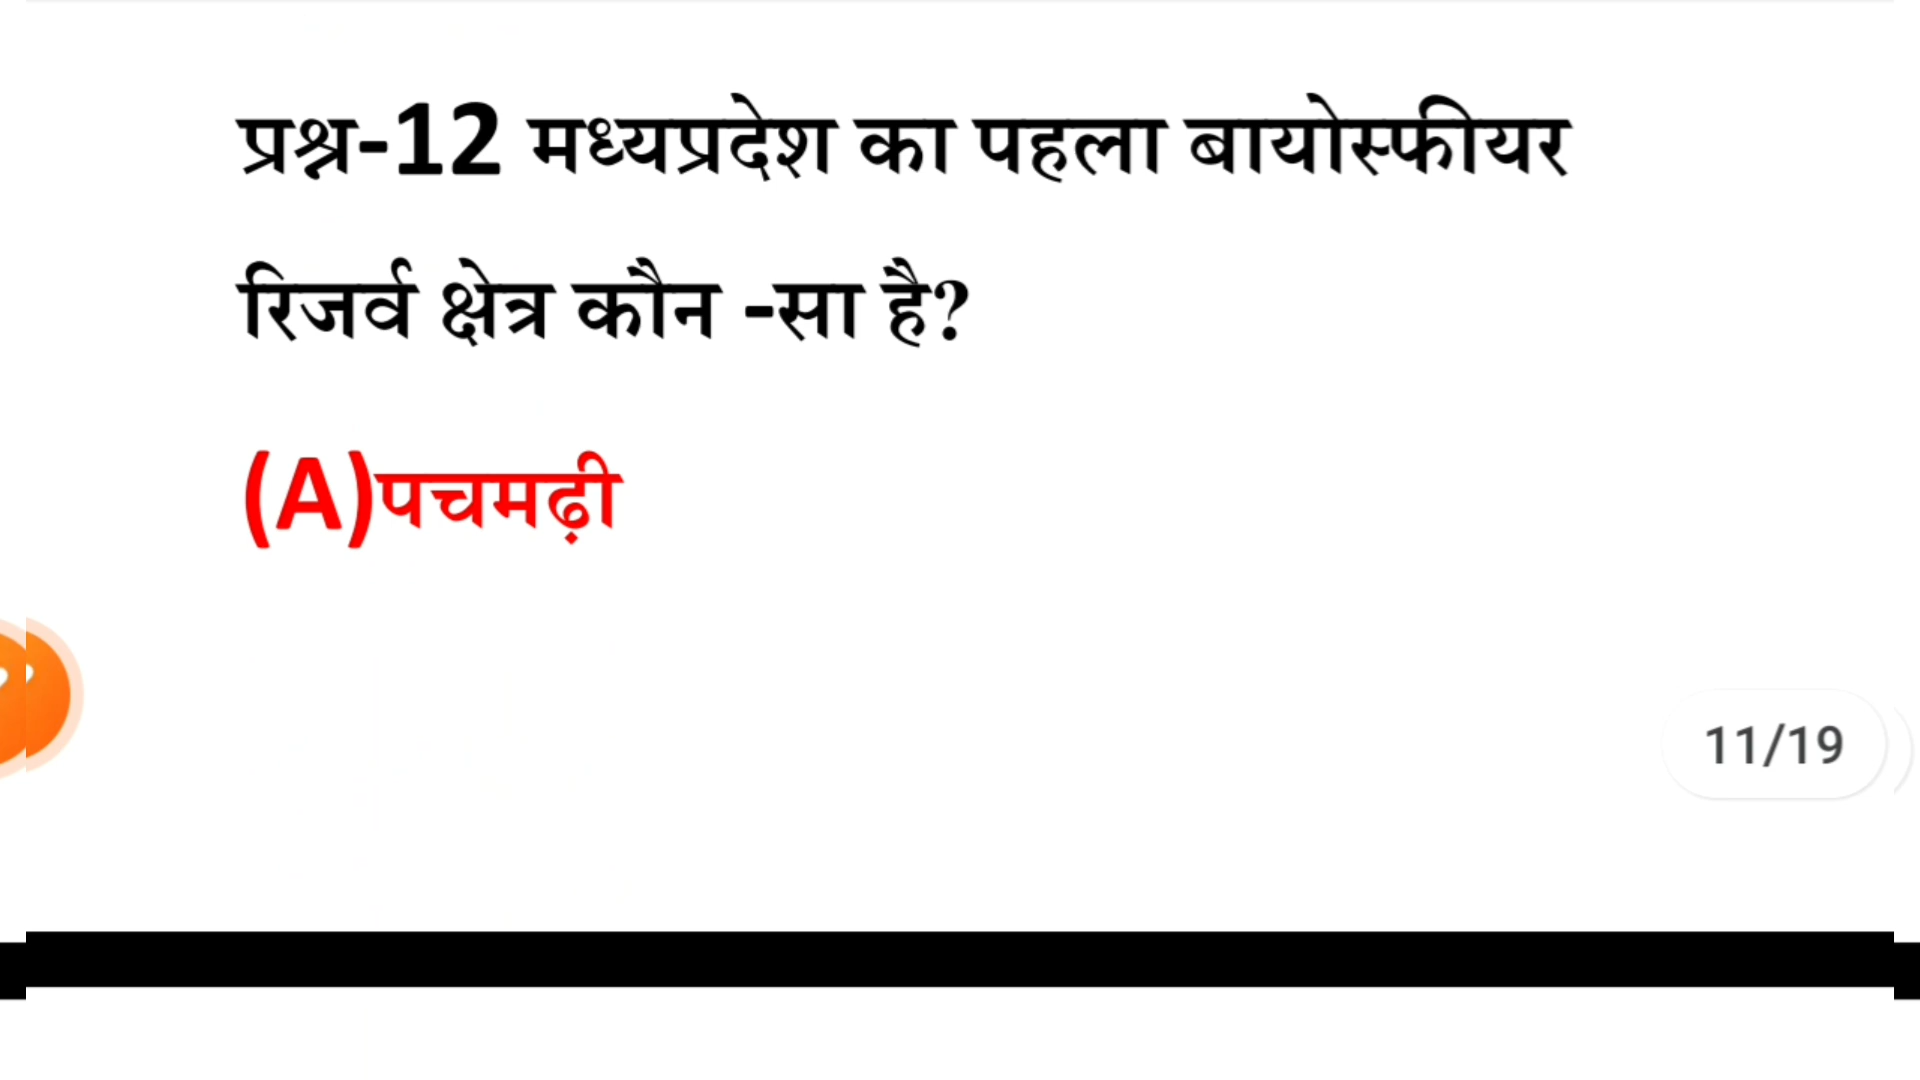 प्रश्न-12 मध्यप्रदेश का पहला बायोस्फीयर
रिजर्व क्षेत्र कौन -सा है?
(A)पचमढ़ी
11/19